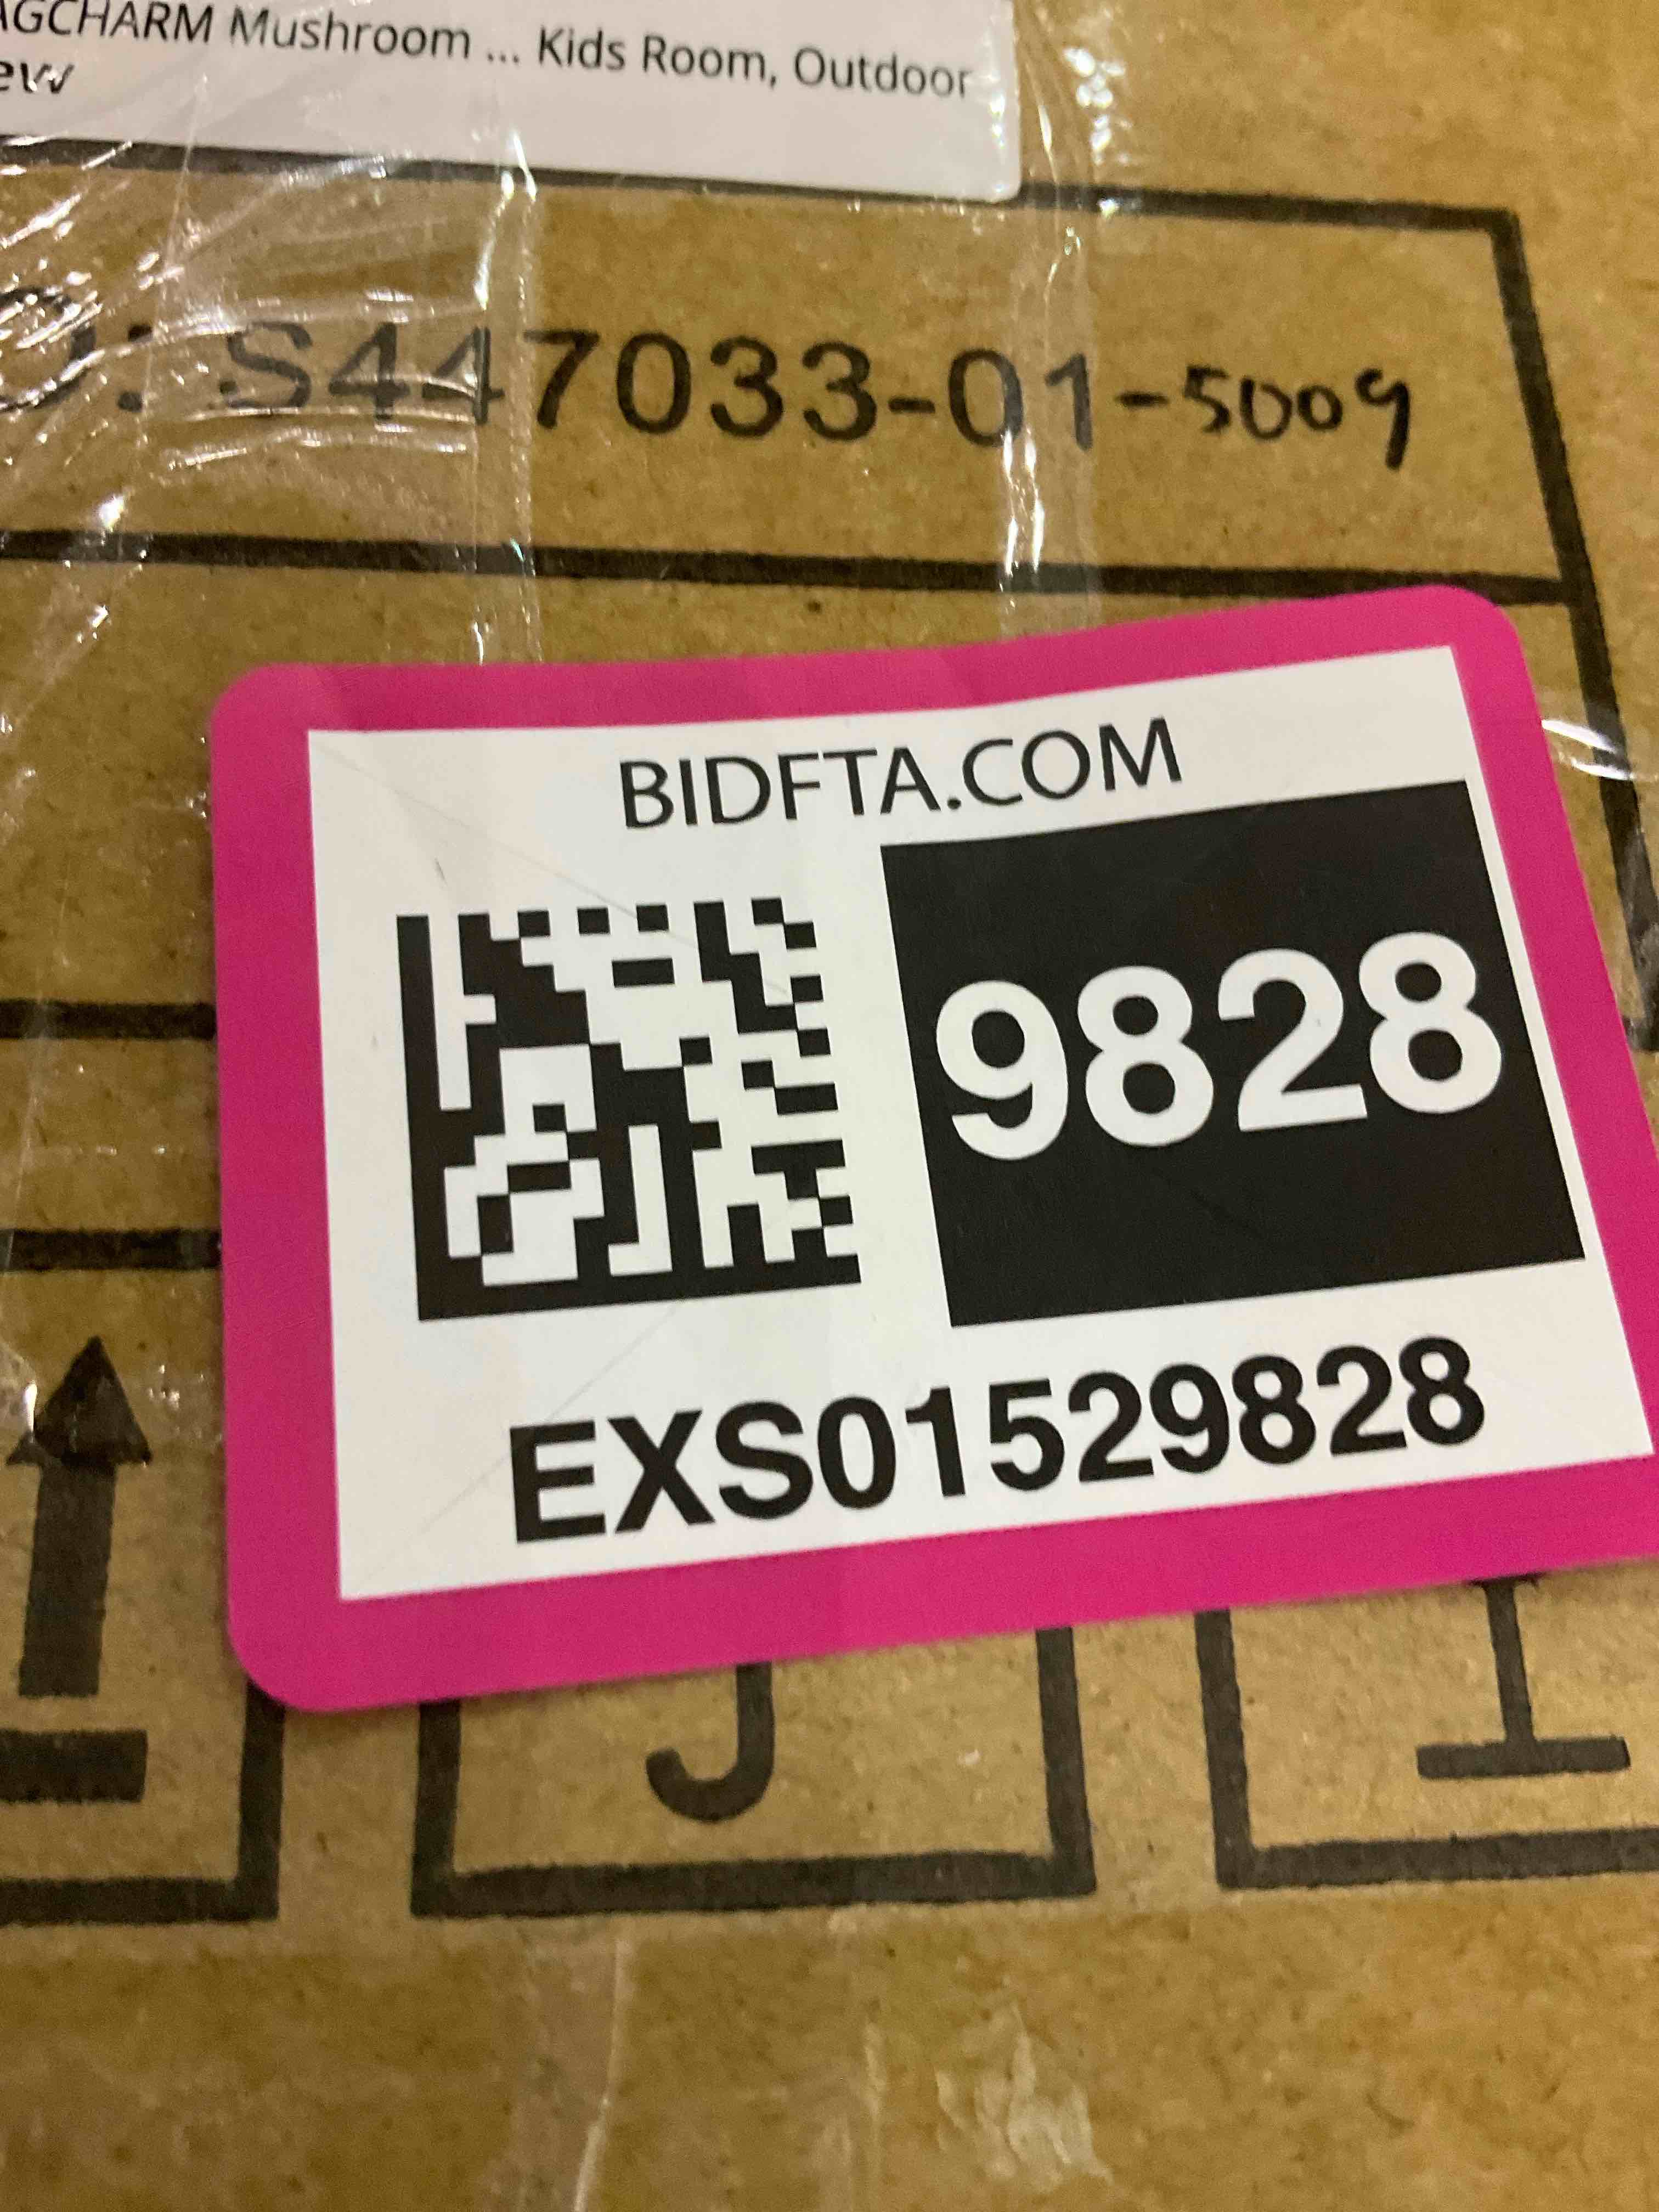 AGCHARM Mushroom ... Kids Room, Outdoor
ew
O: S447033-01-5009
BIDFTA.COM
9828
EXS01529828